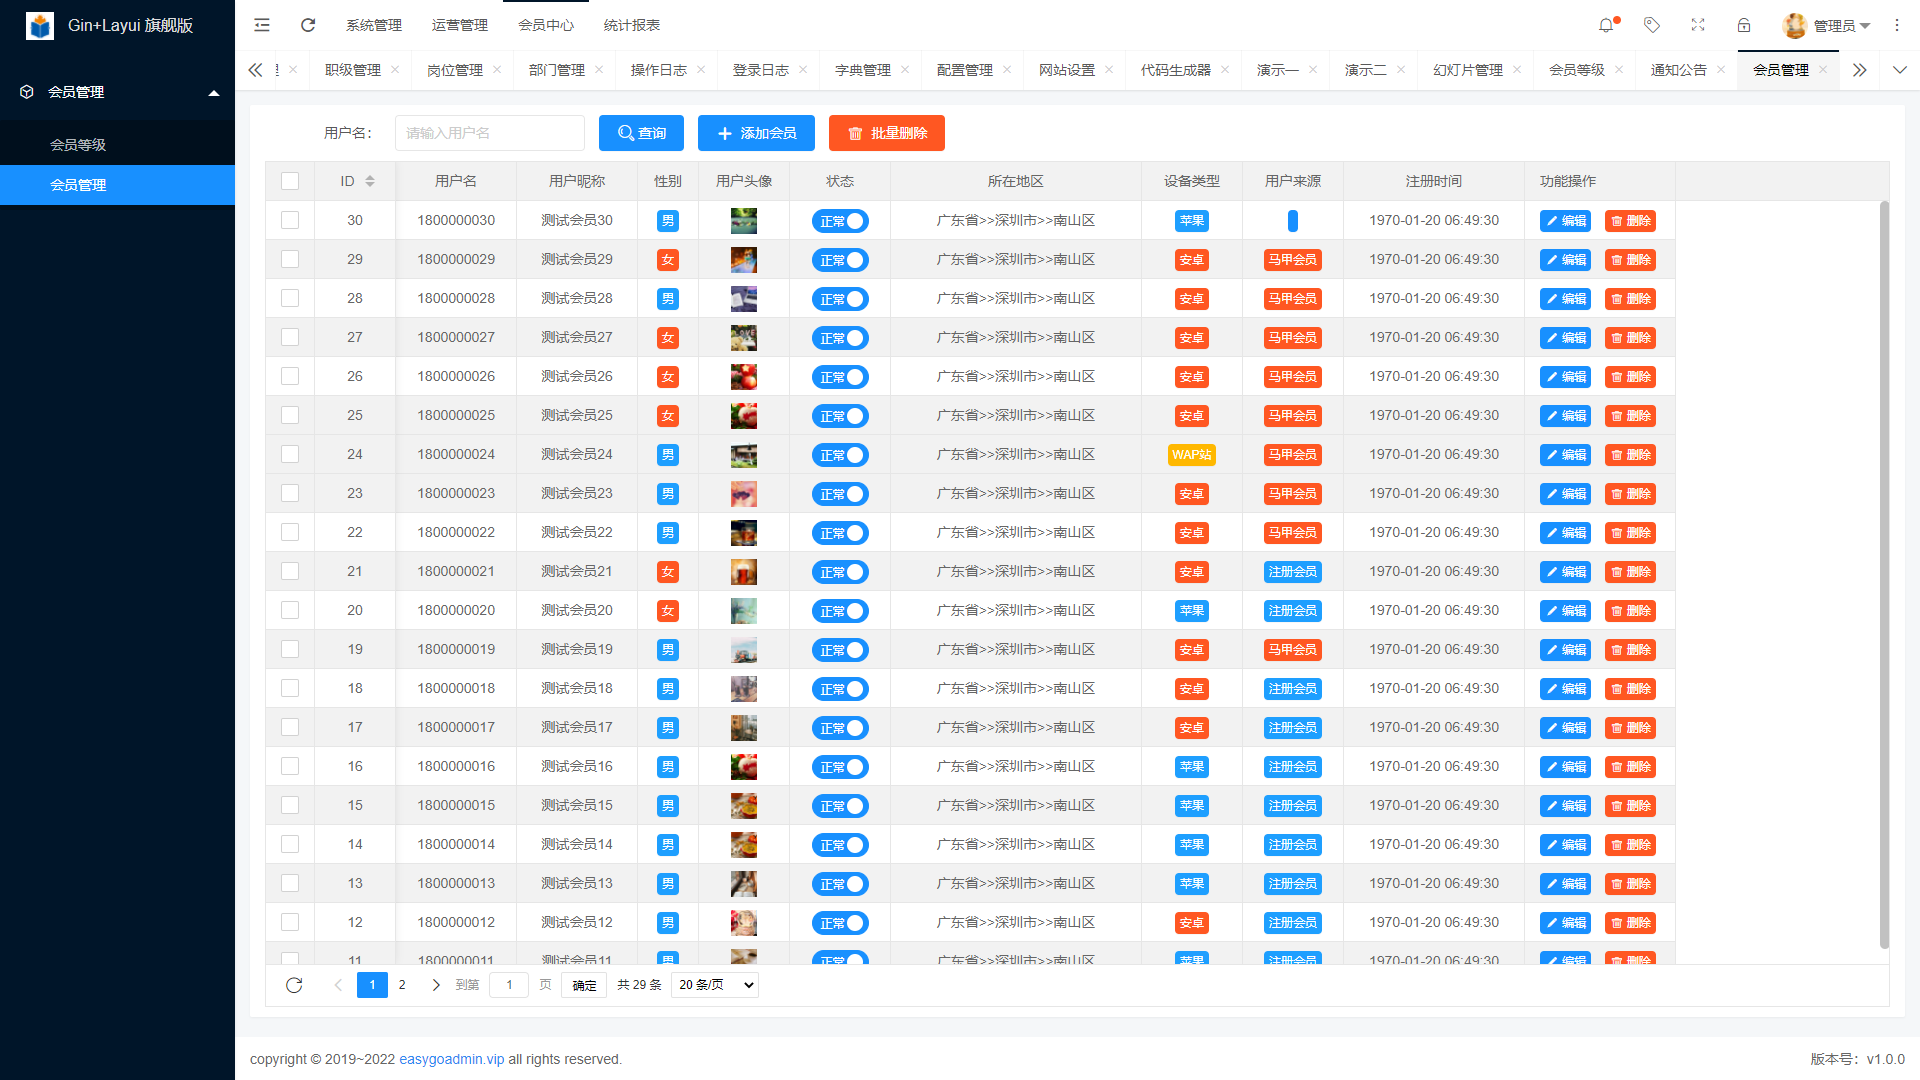 Gin+Layui 旗舰版
系统管理 运营管理 会员中心 统计报表 管理员
理 职级管理 岗位管理 部门管理 操作日志 登录日志 字典管理 配置管理 网站设置 代码生成器 演示一 演示二 幻灯片管理 会员等级 通知公告 会员管理
会员管理
会员等级
会员管理
用户名： 请输入用户名 查询 添加会员 批量删除
ID 用户名 用户昵称 性别 用户头像 状态 所在地区 设备类型 用户来源 注册时间 功能操作
30 1800000030 测试会员30 男 正常 广东省>>深圳市>>南山区 苹果 1970-01-20 06:49:30 编辑 删除
29 1800000029 测试会员29 女 正常 广东省>>深圳市>>南山区 安卓 马甲会员 1970-01-20 06:49:30 编辑 删除
28 1800000028 测试会员28 男 正常 广东省>>深圳市>>南山区 安卓 马甲会员 1970-01-20 06:49:30 编辑 删除
27 1800000027 测试会员27 女 正常 广东省>>深圳市>>南山区 安卓 马甲会员 1970-01-20 06:49:30 编辑 删除
26 1800000026 测试会员26 女 正常 广东省>>深圳市>>南山区 安卓 马甲会员 1970-01-20 06:49:30 编辑 删除
25 1800000025 测试会员25 女 正常 广东省>>深圳市>>南山区 安卓 马甲会员 1970-01-20 06:49:30 编辑 删除
24 1800000024 测试会员24 男 正常 广东省>>深圳市>>南山区 WAP站 马甲会员 1970-01-20 06:49:30 编辑 删除
23 1800000023 测试会员23 男 正常 广东省>>深圳市>>南山区 安卓 马甲会员 1970-01-20 06:49:30 编辑 删除
22 1800000022 测试会员22 男 正常 广东省>>深圳市>>南山区 安卓 马甲会员 1970-01-20 06:49:30 编辑 删除
21 1800000021 测试会员21 女 正常 广东省>>深圳市>>南山区 安卓 注册会员 1970-01-20 06:49:30 编辑 删除
20 1800000020 测试会员20 女 正常 广东省>>深圳市>>南山区 苹果 注册会员 1970-01-20 06:49:30 编辑 删除
19 1800000019 测试会员19 男 正常 广东省>>深圳市>>南山区 安卓 马甲会员 1970-01-20 06:49:30 编辑 删除
18 1800000018 测试会员18 男 正常 广东省>>深圳市>>南山区 安卓 注册会员 1970-01-20 06:49:30 编辑 删除
17 1800000017 测试会员17 男 正常 广东省>>深圳市>>南山区 安卓 注册会员 1970-01-20 06:49:30 编辑 删除
16 1800000016 测试会员16 男 正常 广东省>>深圳市>>南山区 苹果 注册会员 1970-01-20 06:49:30 编辑 删除
15 1800000015 测试会员15 男 正常 广东省>>深圳市>>南山区 苹果 注册会员 1970-01-20 06:49:30 编辑 删除
14 1800000014 测试会员14 男 正常 广东省>>深圳市>>南山区 苹果 注册会员 1970-01-20 06:49:30 编辑 删除
13 1800000013 测试会员13 男 正常 广东省>>深圳市>>南山区 苹果 注册会员 1970-01-20 06:49:30 编辑 删除
12 1800000012 测试会员12 男 正常 广东省>>深圳市>>南山区 安卓 注册会员 1970-01-20 06:49:30 编辑 删除
11 1800000011 测试会员11 男 正常 广东省>>深圳市>>南山区 苹果 注册会员 1970-01-20 06:49:30 编辑 删除
1 2 到第 1 页 确定 共 29 条 20 条/页
copyright © 2019~2022 easygoadmin.vip all rights reserved. 版本号：v1.0.0